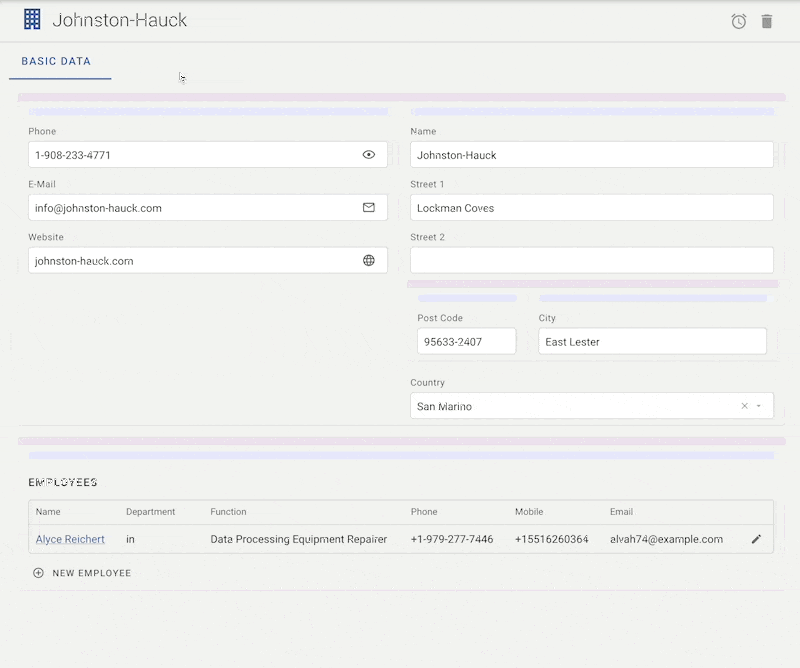 Johnston-Hauck
BASIC DATA
Phone
1-908-233-4771
E-Mail
info@johnston-hauck.com
Website
johnston-hauck.com
Name
Johnston-Hauck
Street 1
Lockman Coves
Street 2
Post Code City
95633-2407 East Lester
Country
San Marino
EMPLOYEES
Name Department Function Phone Mobile Email
Alyce Reichert in Data Processing Equipment Repairer +1-979-277-7446 +15516260364 alvah74@example.com
NEW EMPLOYEE